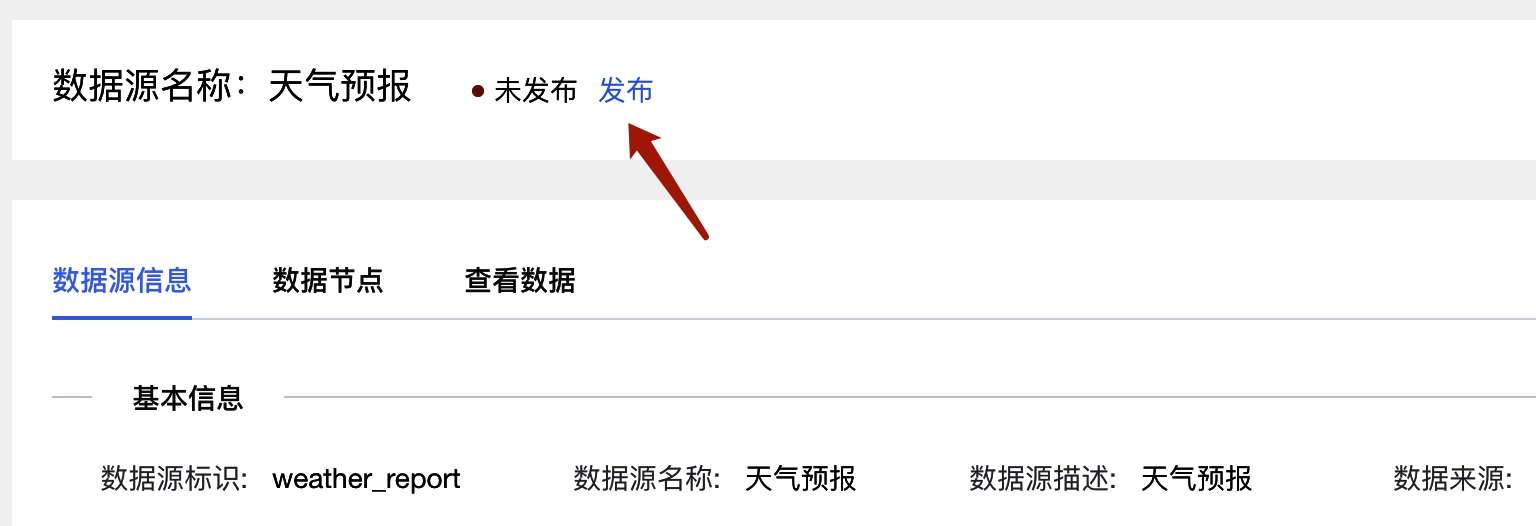 数据源名称：天气预报 未发布 发布
数据源信息 数据节点 查看数据
基本信息
数据源标识: weather_report 数据源名称: 天气预报 数据源描述: 天气预报 数据来源: